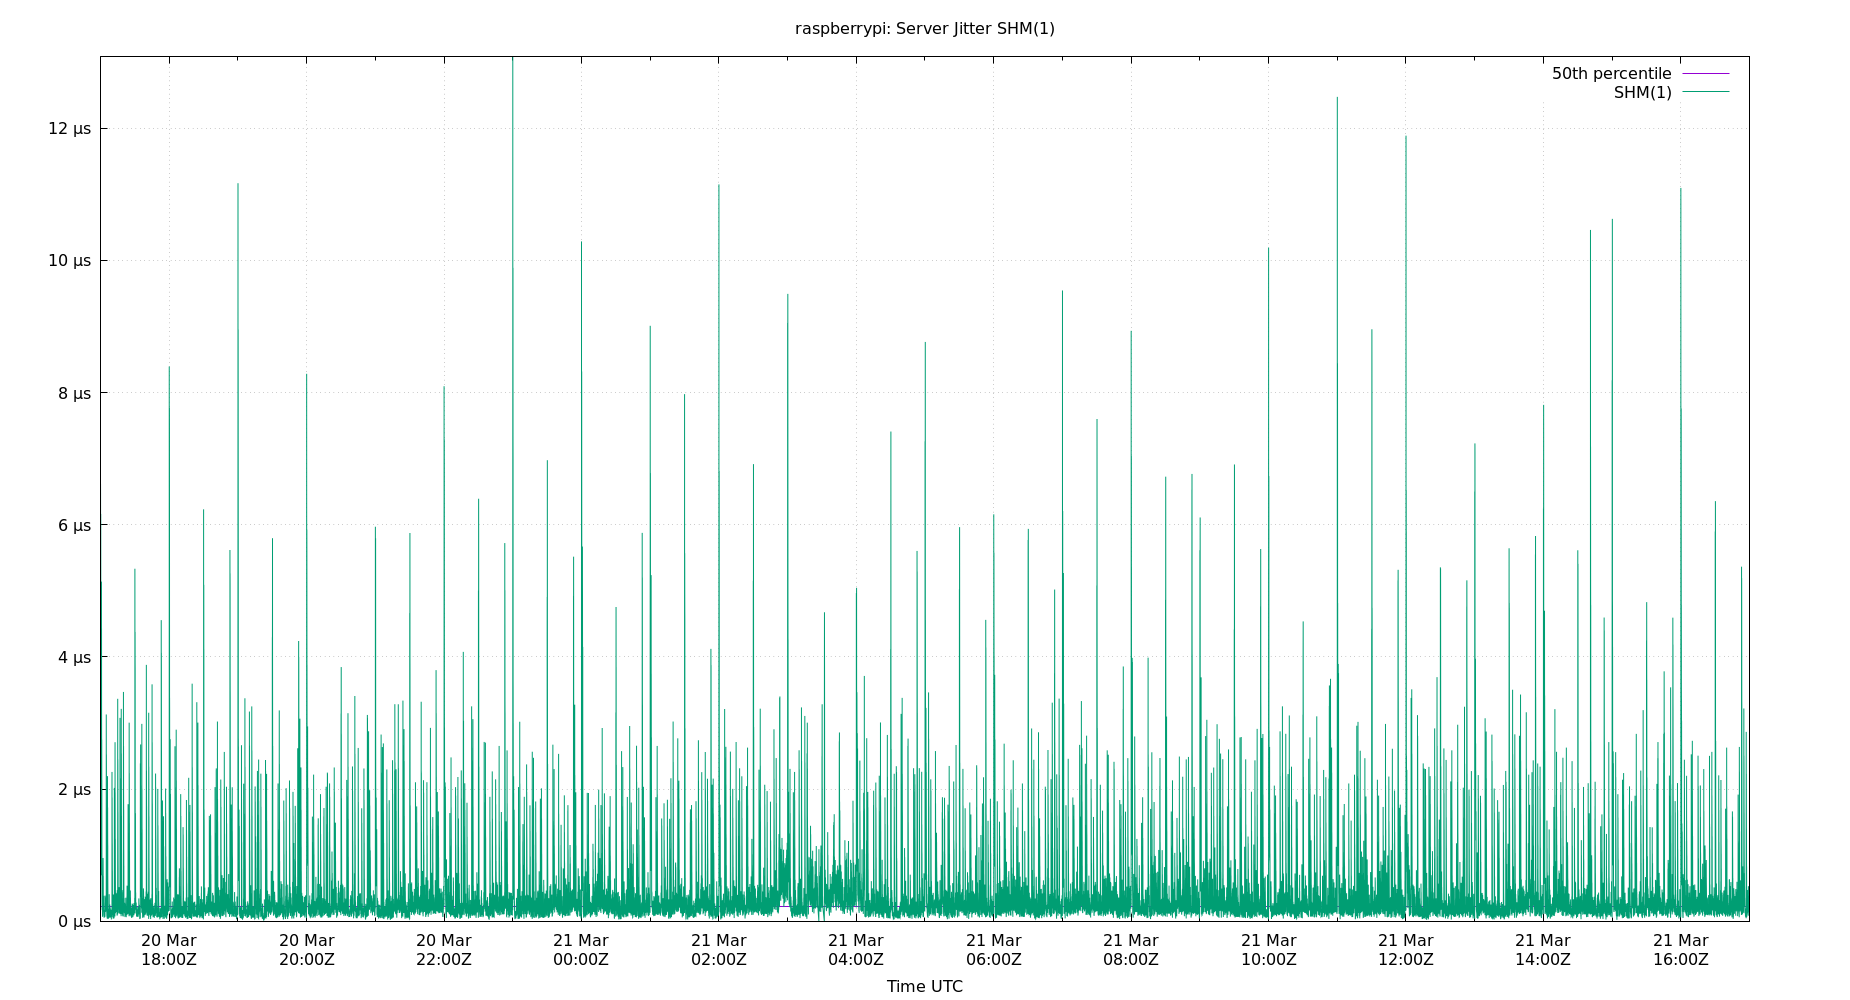 raspberrypi: Server Jitter SHM(1)
50th percentile
SHM(1)
12 µs
10 µs
8 µs
6 µs
4 µs
2 µs
0 µs
20 Mar 20 Mar 20 Mar 21 Mar 21 Mar 21 Mar 21 Mar 21 Mar 21 Mar 21 Mar 21 Mar 21 Mar
18:00Z 20:00Z 22:00Z 00:00Z 02:00Z 04:00Z 06:00Z 08:00Z 10:00Z 12:00Z 14:00Z 16:00Z
Time UTC